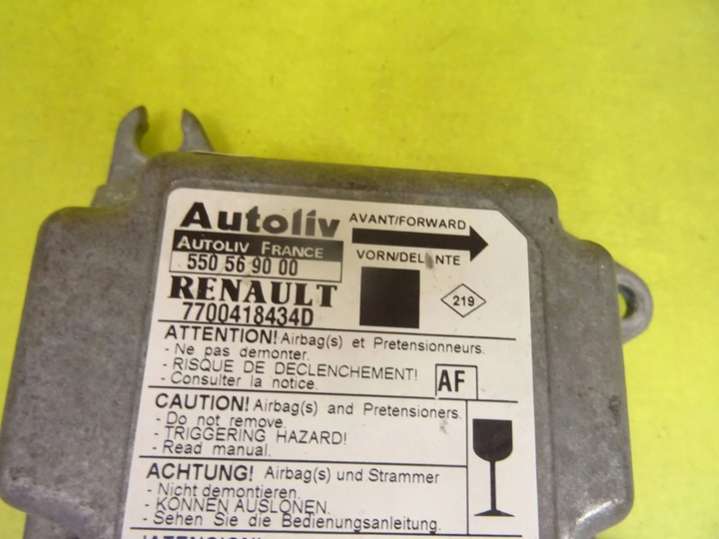 Autoliv
AVANT/FORWARD
AUTOLIV FRANCE
VORN/DELANTE
550 56 90 00
RENAULT
219
7700418434D
ATTENTION! Airbag(s) et Pretensionneurs.
- Ne pas demonter.
- RISQUE DE DECLENCHEMENT!
- Consulter la notice.
AF
CAUTION! Airbag(s) and Pretensioners.
- Do not remove.
- TRIGGERING HAZARD!
- Read manual.
ACHTUNG! Airbag(s) und Strammer
- Nicht demontieren.
- KONNEN AUSLONEN.
- Sehen Sie die Bedienungsanleitung.
¡ATENCION!